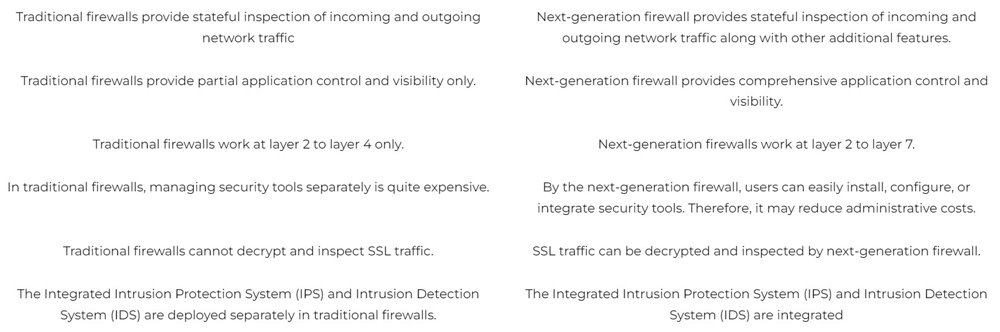 Traditional firewalls provide stateful inspection of incoming and outgoing
network traffic
Next-generation firewall provides stateful inspection of incoming and
outgoing network traffic along with other additional features.
Traditional firewalls provide partial application control and visibility only.
Next-generation firewall provides comprehensive application control and
visibility.
Traditional firewalls work at layer 2 to layer 4 only.
Next-generation firewalls work at layer 2 to layer 7.
In traditional firewalls, managing security tools separately is quite expensive.
By the next-generation firewall, users can easily install, configure, or
integrate security tools. Therefore, it may reduce administrative costs.
Traditional firewalls cannot decrypt and inspect SSL traffic.
SSL traffic can be decrypted and inspected by next-generation firewall.
The Integrated Intrusion Protection System (IPS) and Intrusion Detection
System (IDS) are deployed separately in traditional firewalls.
The Integrated Intrusion Protection System (IPS) and Intrusion Detection
System (IDS) are integrated